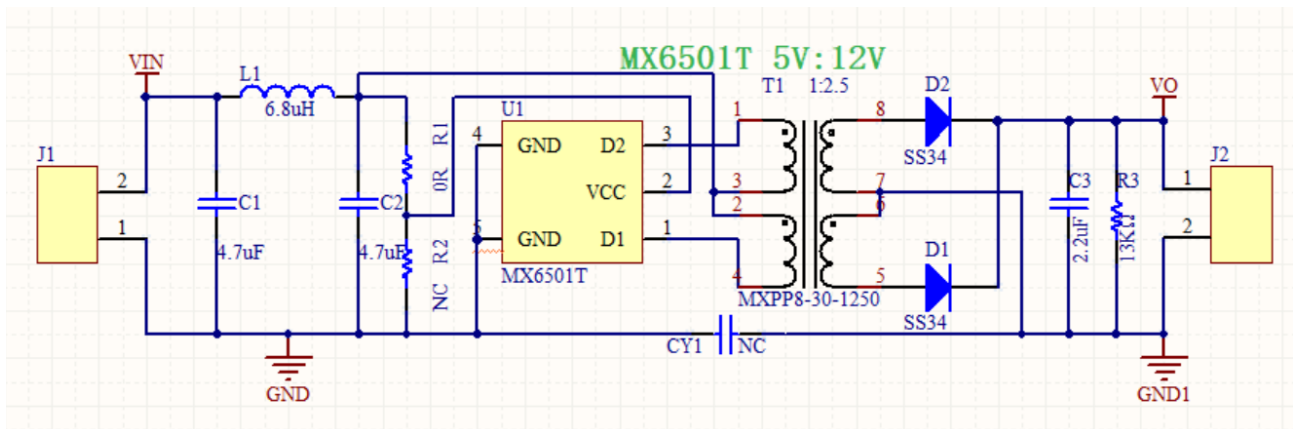 MX6501T 5V:12V
VIN
L1
6.8uH
T1
1:2.5
D2
VO
J1
2
1
C1
4.7uF
C2
4.7uF
R1
0R
R2
NC
U1
4
GND
D2
3
VCC
2
5
GND
D1
1
MX6501T
1
3
2
4
8
7
6
5
MXPP8-30-1250
SS34
D1
SS34
C3
2.2uF
R3
13KΩ
J2
1
2
CY1
NC
GND
GND1